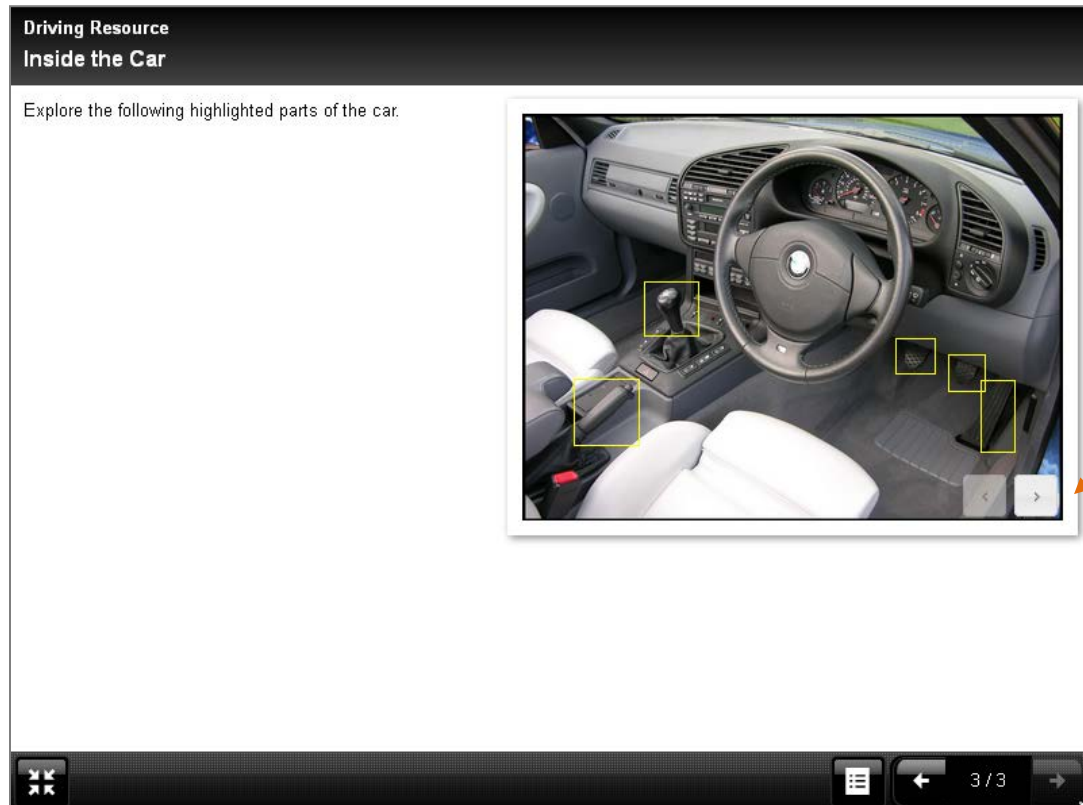 Driving Resource
Inside the Car
Explore the following highlighted parts of the car.
3 / 3